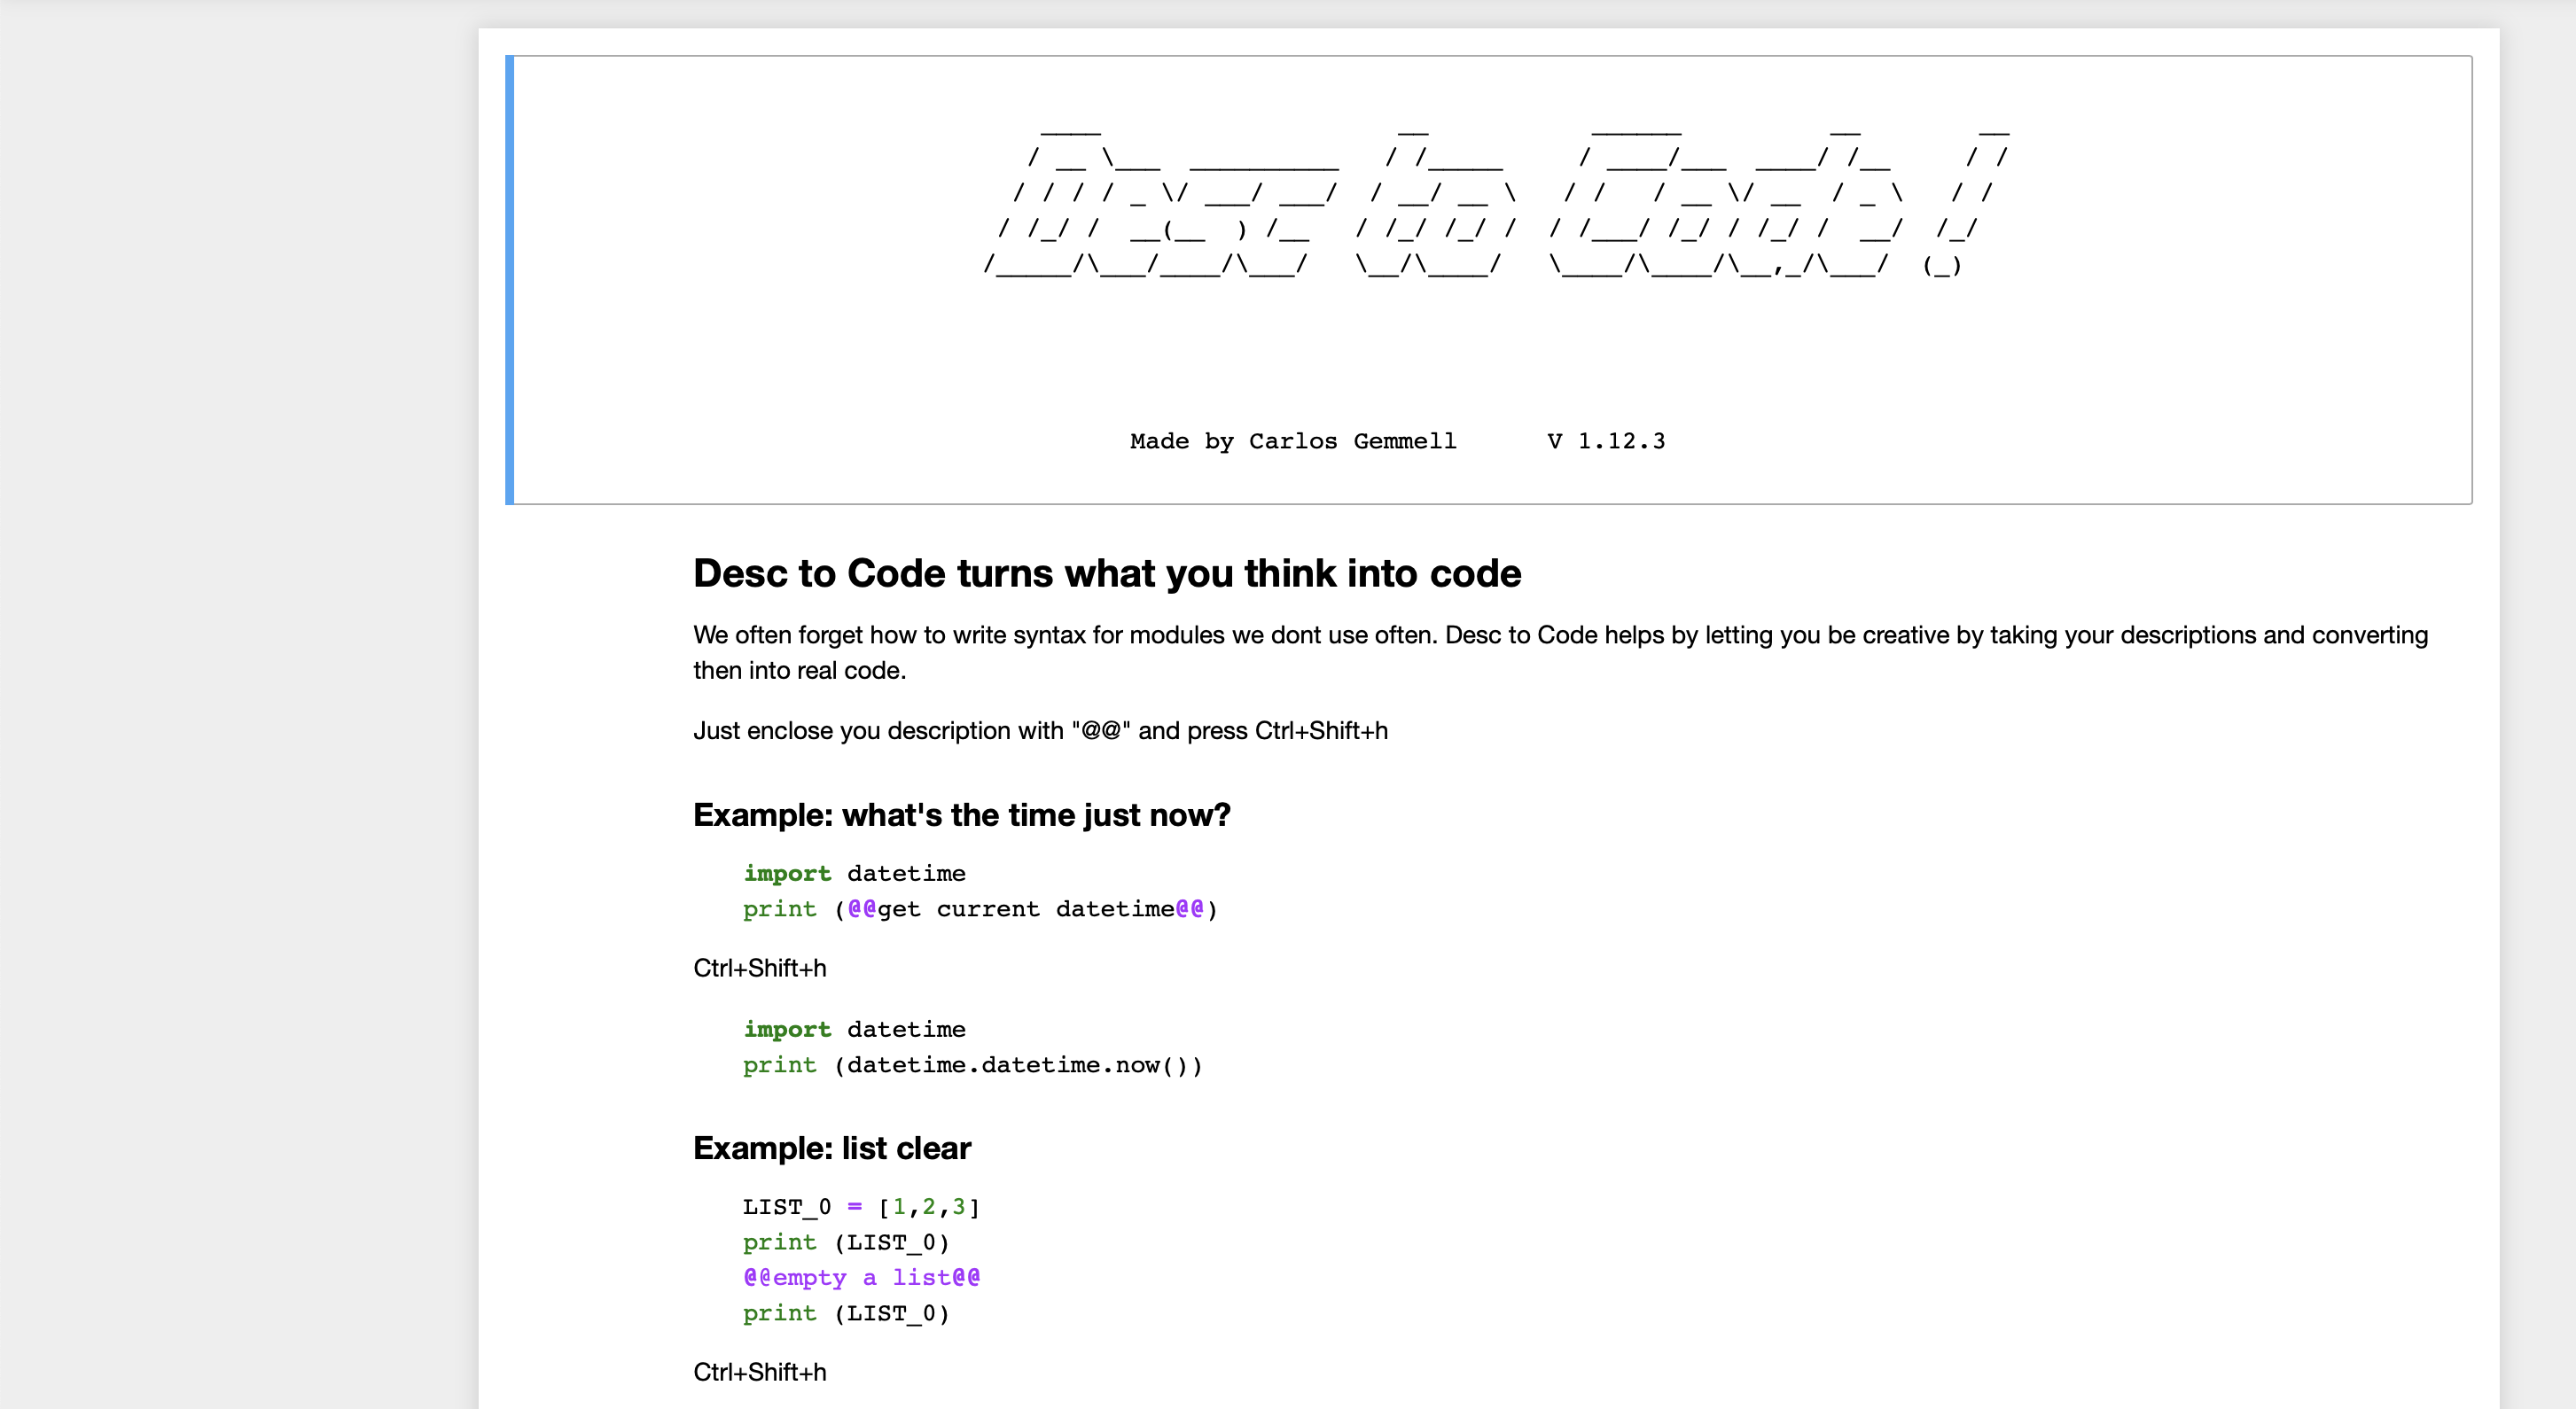 Desc to Code !
Made by Carlos Gemmell      V 1.12.3
Desc to Code turns what you think into code
We often forget how to write syntax for modules we dont use often. Desc to Code helps by letting you be creative by taking your descriptions and converting
then into real code.
Just enclose you description with "@@" and press Ctrl+Shift+h
Example: what's the time just now?
import datetime
print (@@get current datetime@@)
Ctrl+Shift+h
import datetime
print (datetime.datetime.now())
Example: list clear
LIST_0 = [1,2,3]
print (LIST_0)
@@empty a list@@
print (LIST_0)
Ctrl+Shift+h